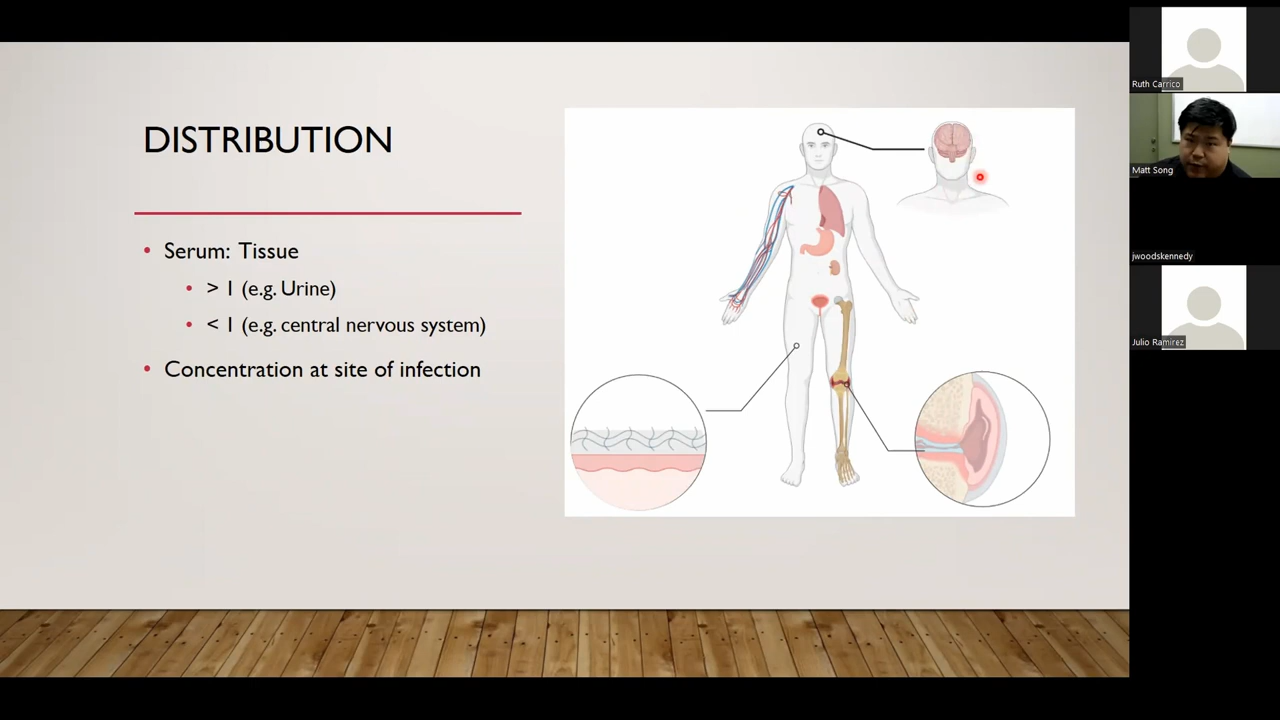 DISTRIBUTION
• Serum: Tissue
• > 1 (e.g. Urine)
• < 1 (e.g. central nervous system)
• Concentration at site of infection
Ruth Carrico
Matt Song
jwoodskennedy
Julio Ramirez